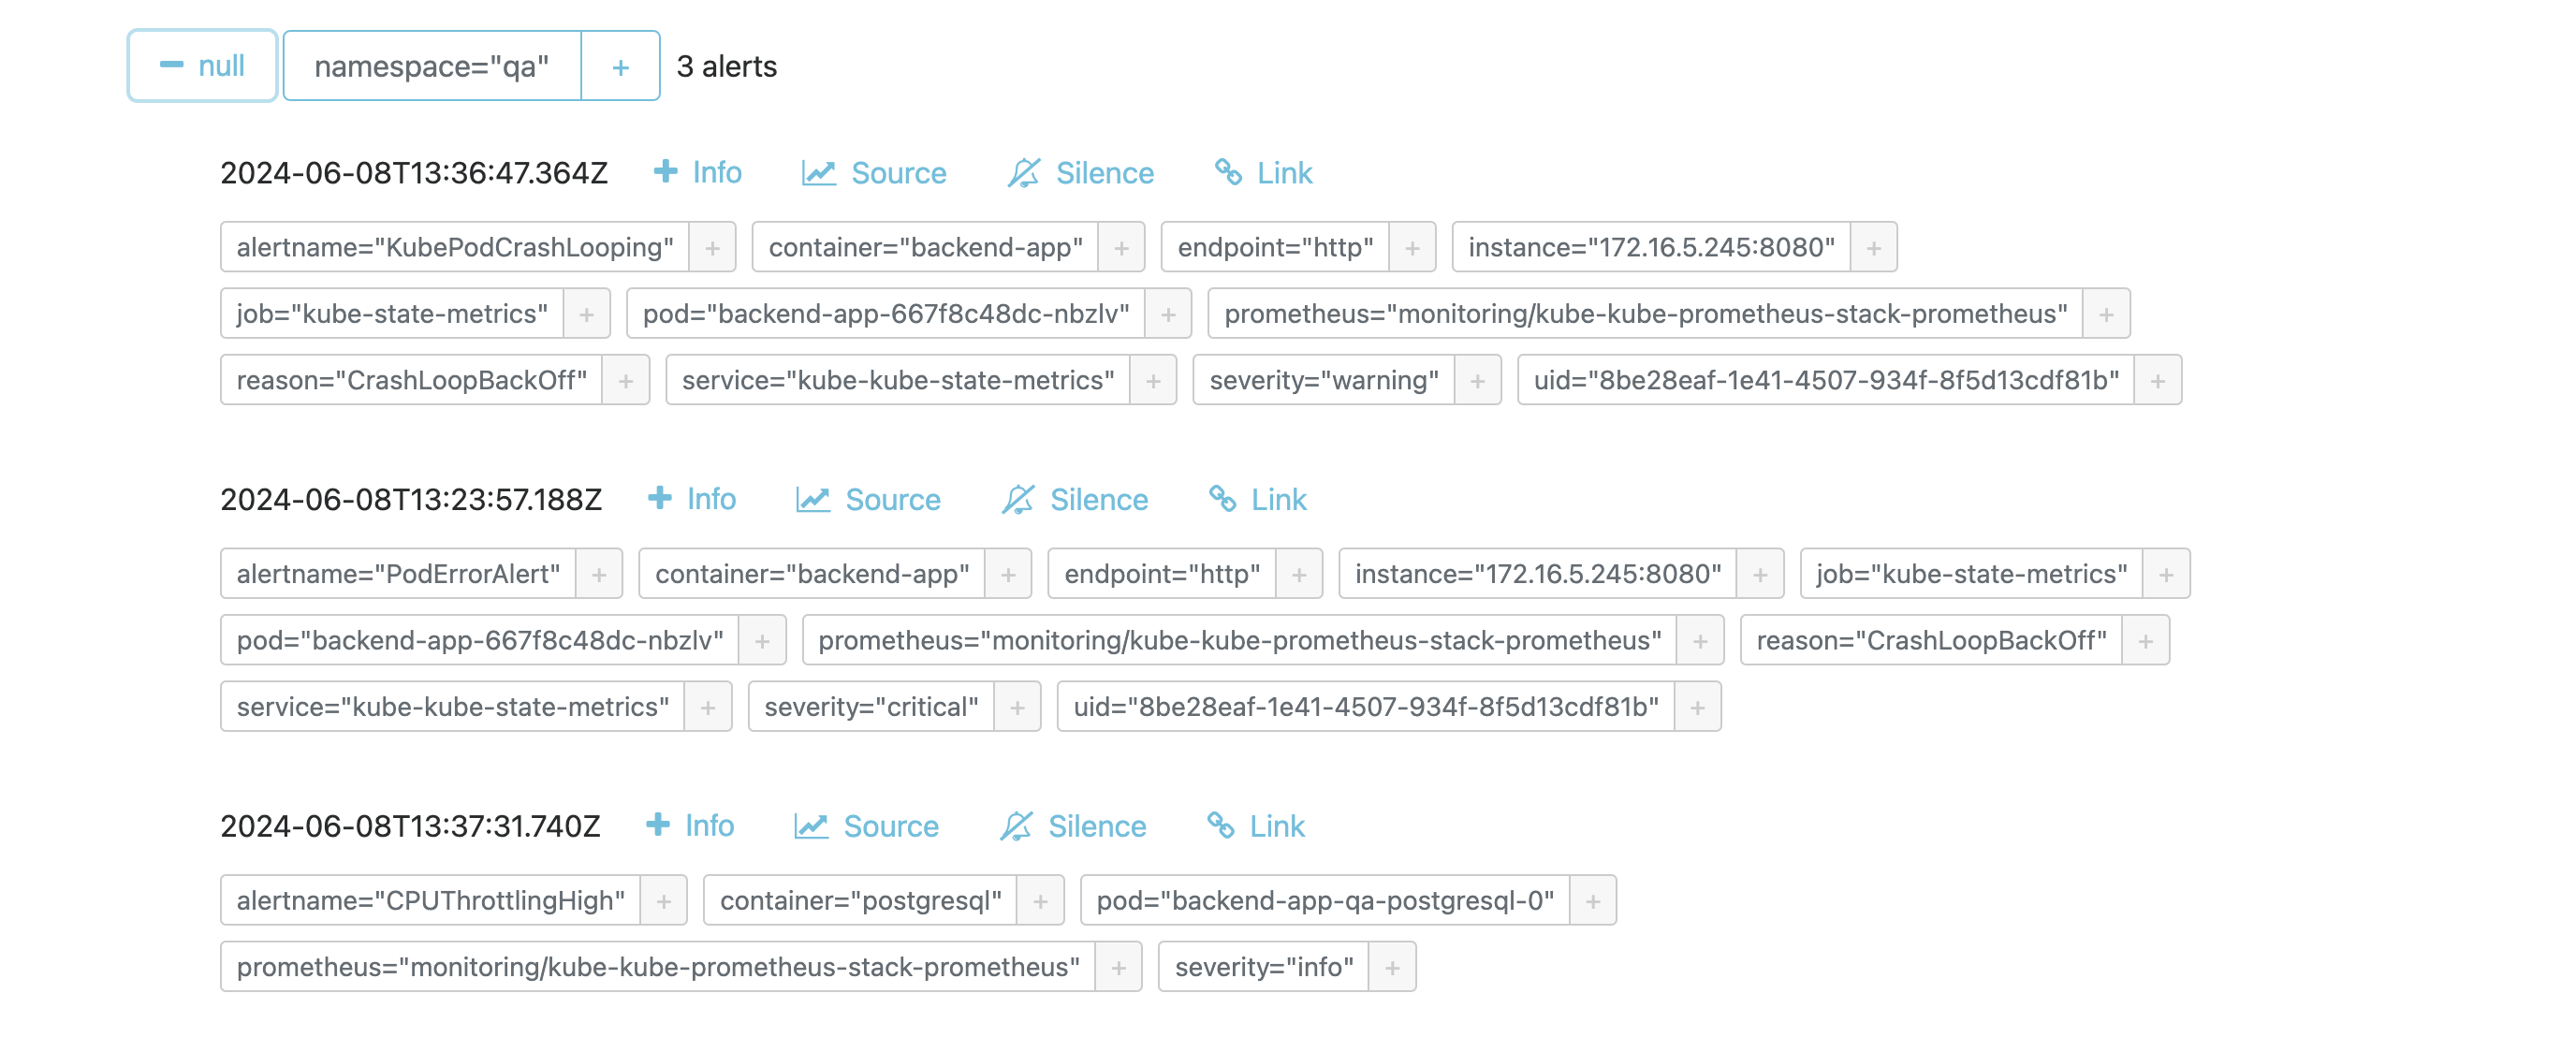 null namespace="qa" + 3 alerts
2024-06-08T13:36:47.364Z Info Source Silence Link
alertname="KubePodCrashLooping" + container="backend-app" + endpoint="http" + instance="172.16.5.245:8080" +
job="kube-state-metrics" + pod="backend-app-667f8c48dc-nbzlv" + prometheus="monitoring/kube-kube-prometheus-stack-prometheus" +
reason="CrashLoopBackOff" + service="kube-kube-state-metrics" + severity="warning" + uid="8be28eaf-1e41-4507-934f-8f5d13cdf81b" +
2024-06-08T13:23:57.188Z Info Source Silence Link
alertname="PodErrorAlert" + container="backend-app" + endpoint="http" + instance="172.16.5.245:8080" + job="kube-state-metrics" +
pod="backend-app-667f8c48dc-nbzlv" + prometheus="monitoring/kube-kube-prometheus-stack-prometheus" + reason="CrashLoopBackOff" +
service="kube-kube-state-metrics" + severity="critical" + uid="8be28eaf-1e41-4507-934f-8f5d13cdf81b" +
2024-06-08T13:37:31.740Z Info Source Silence Link
alertname="CPUThrottlingHigh" + container="postgresql" + pod="backend-app-qa-postgresql-0" +
prometheus="monitoring/kube-kube-prometheus-stack-prometheus" + severity="info" +